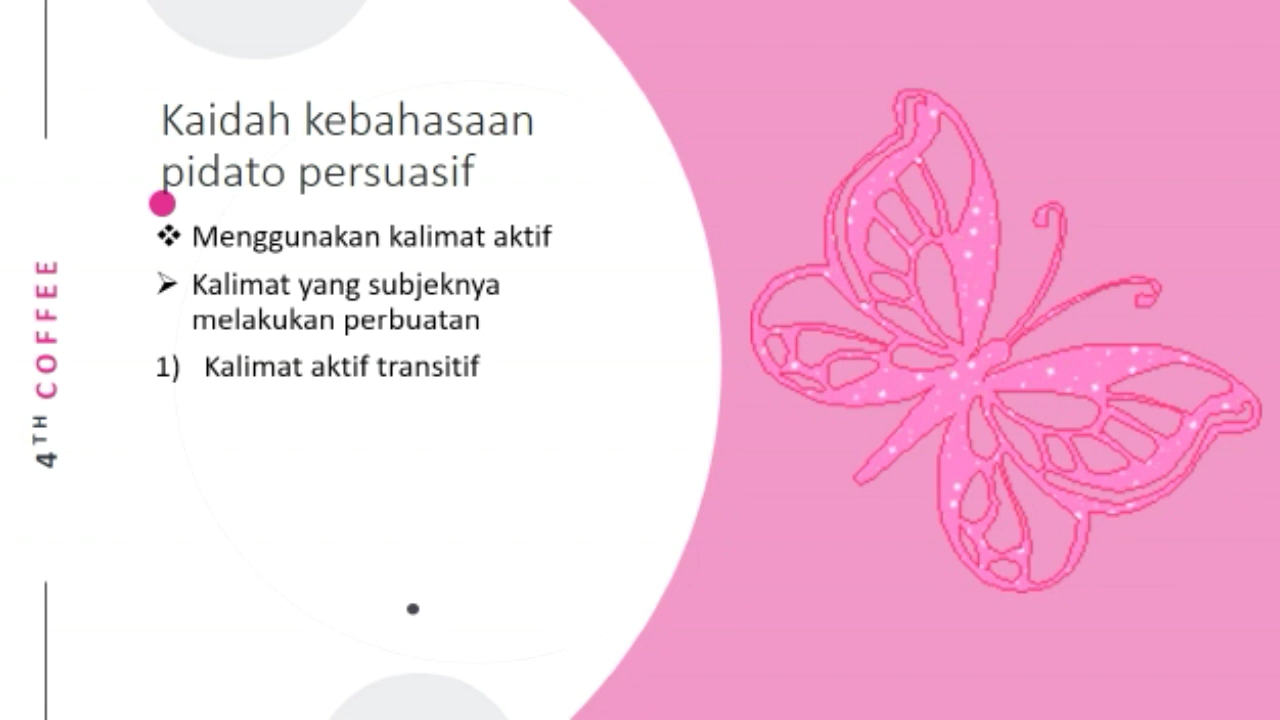 Kaidah kebahasaan
pidato persuasif
❖ Menggunakan kalimat aktif
➢ Kalimat yang subjeknya
melakukan perbuatan
1) Kalimat aktif transitif
4TH COFFEE